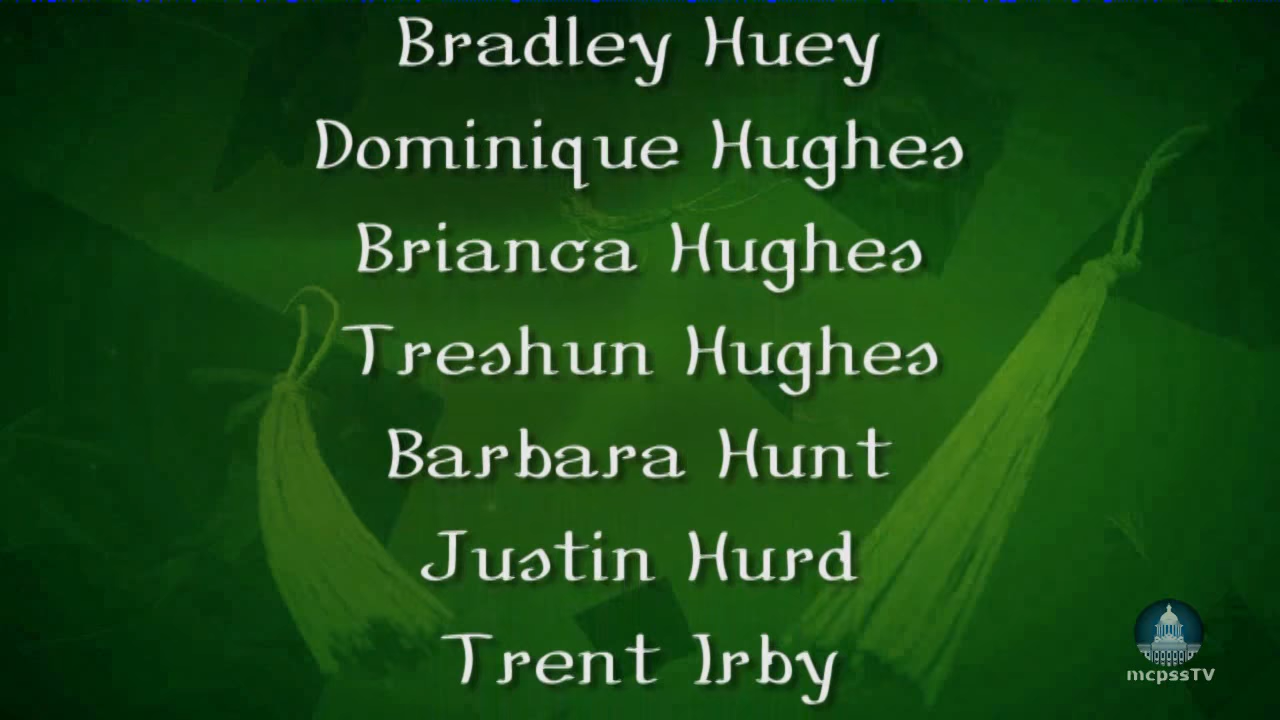 Bradley Huey
Dominique Hughes
Brianca Hughes
Treshun Hughes
Barbara Hunt
Justin Hurd
Trent Irby
mcpssTV